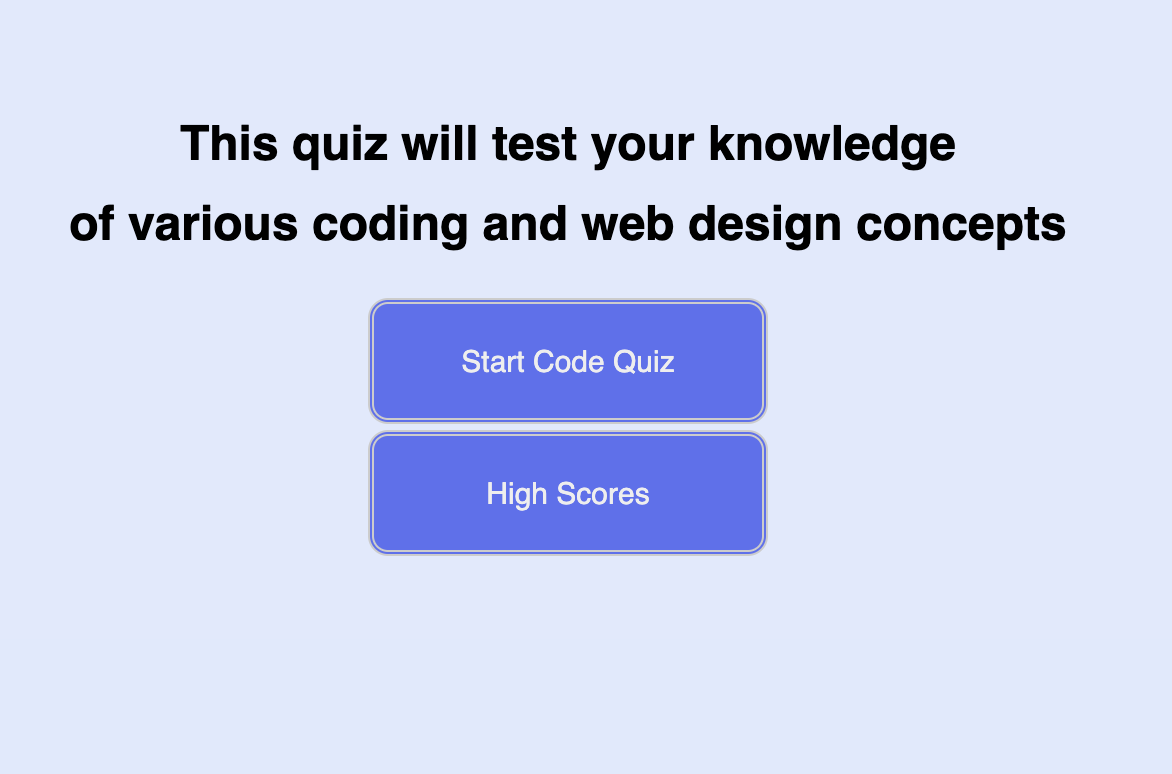 This quiz will test your knowledge
of various coding and web design concepts
Start Code Quiz
High Scores